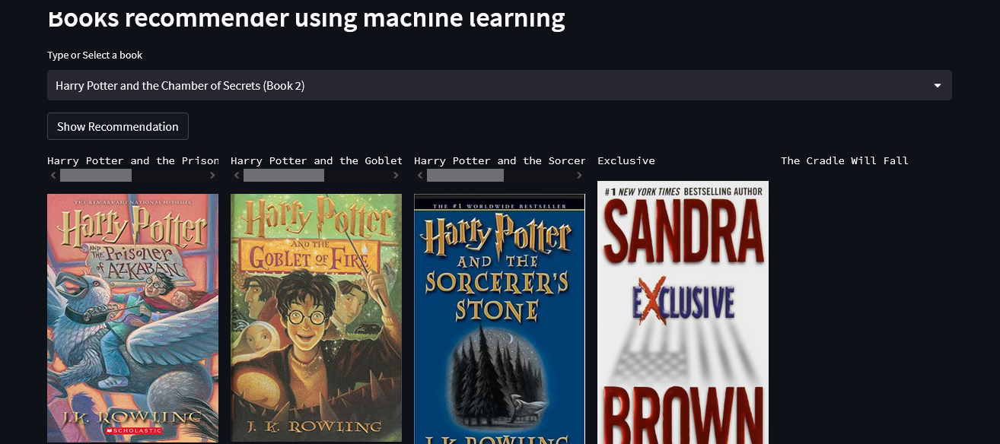 Books recommender using machine learning
Type or Select a book
Harry Potter and the Chamber of Secrets (Book 2)
Show Recommendation
Harry Potter and the Prison
Harry Potter and the Goblet
Harry Potter and the Sorcer
Exclusive
The Cradle Will Fall
THE REMARKABLE NATIONAL BESTSELLER
Harry Potter
AND THE
Prisoner
of AZKABAN
J.K. ROWLING
SCHOLASTIC
Harry Potter
AND THE
GOBLET OF FIRE
J. K. ROWLING
THE #1 WORLDWIDE BESTSELLER
Harry Potter
AND THE
SORCERER'S
STONE
J.K. ROWLING
#1 NEW YORK TIMES BESTSELLING AUTHOR
SANDRA
EXCLUSIVE
BROWN